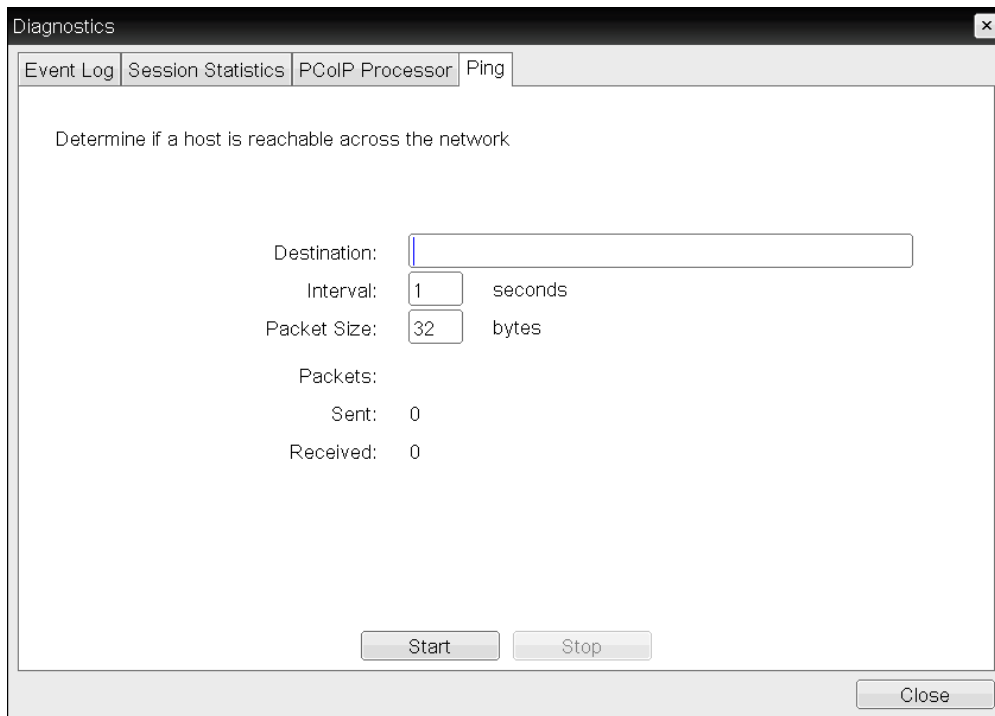 Diagnostics
Event Log Session Statistics PCoIP Processor Ping
Determine if a host is reachable across the network
Destination:
Interval: 1 seconds
Packet Size: 32 bytes
Packets:
Sent: 0
Received: 0
Start Stop
Close